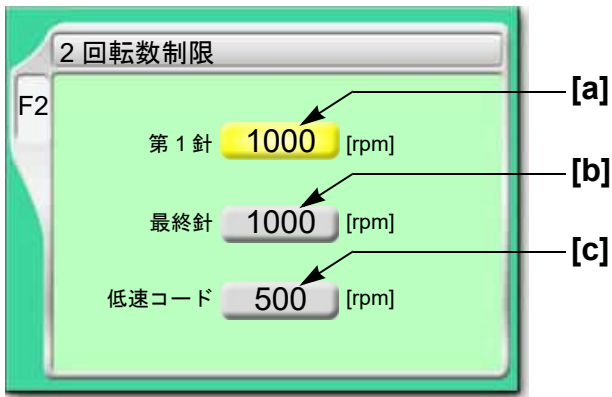 2 回転数制限
F2
第 1 針 1000 [rpm]
最終針 1000 [rpm]
低速コード 500 [rpm]
[a]
[b]
[c]